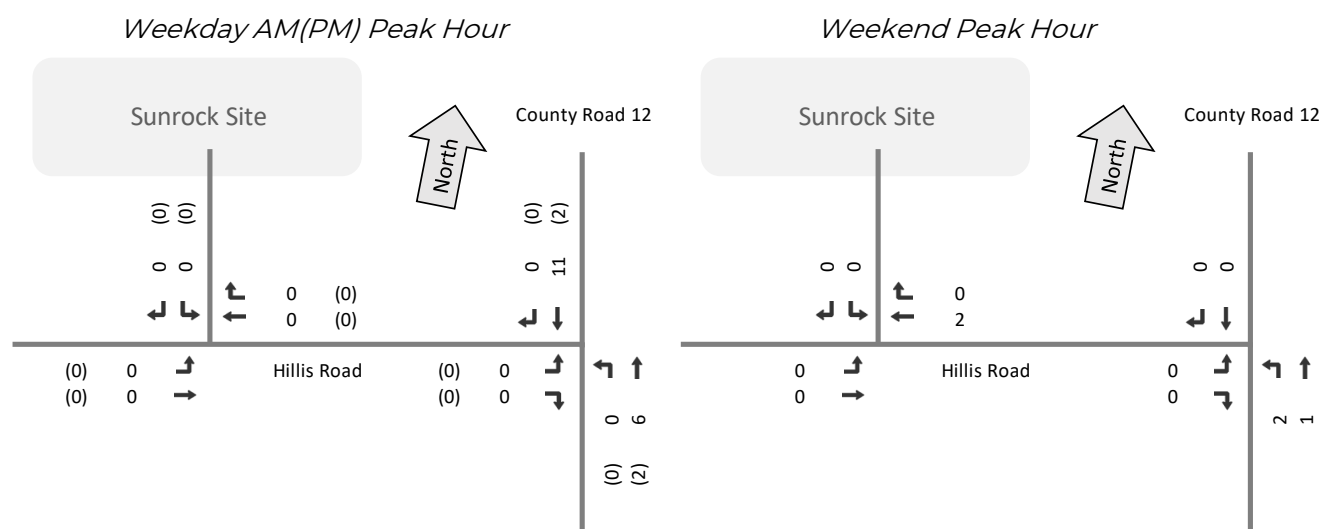 Weekday AM(PM) Peak Hour
Sunrock Site
North
County Road 12
(0) (0)
0 0
(0) (2)
0 11
0 (0)
0 (0)
(0) 0
(0) 0
Hillis Road
(0) 0
(0) 0
0 6
(0) (2)
Weekend Peak Hour
Sunrock Site
North
County Road 12
0 0
0 0
0
2
0
0
Hillis Road
0
0
2 1